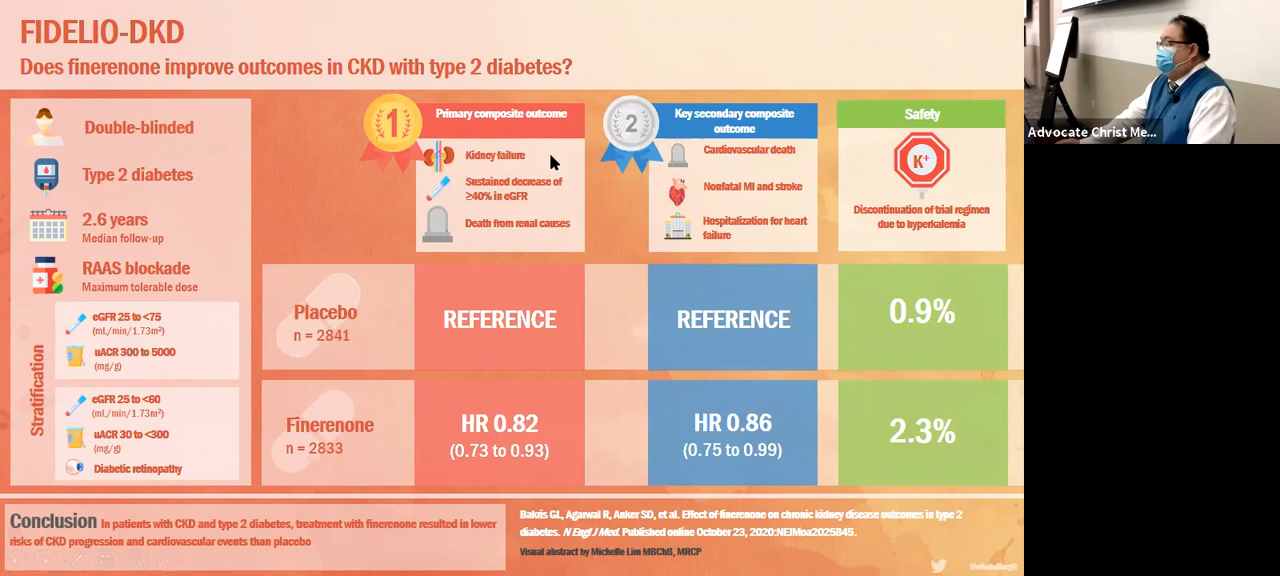 FIDELIO-DKD
Does finerenone improve outcomes in CKD with type 2 diabetes?
Double-blinded
Type 2 diabetes
2.6 years
Median follow-up
RAAS blockade
Maximum tolerable dose
Stratification
eGFR 25 to <75
(mL/min/1.73m²)
uACR 300 to 5000
(mg/g)
eGFR 25 to <60
(mL/min/1.73m²)
uACR 30 to <300
(mg/g)
Diabetic retinopathy
1
Primary composite outcome
Kidney failure
Sustained decrease of
≥40% in eGFR
Death from renal causes
2
Key secondary composite
outcome
Cardiovascular death
Nonfatal MI and stroke
Hospitalization for heart
failure
Safety
K+
Discontinuation of trial regimen
due to hyperkalemia
Placebo
n = 2841
REFERENCE
REFERENCE
0.9%
Finerenone
n = 2833
HR 0.82
(0.73 to 0.93)
HR 0.86
(0.75 to 0.99)
2.3%
Conclusion In patients with CKD and type 2 diabetes, treatment with finerenone resulted in lower
risks of CKD progression and cardiovascular events than placebo
Bakris GL, Agarwal R, Anker SD, et al. Effect of finerenone on chronic kidney disease outcomes in type 2
diabetes. N Engl J Med. Published online October 23, 2020:NEJMoa2025845.
Visual abstract by Michelle Lim MBChB, MRCP
Advocate Christ Me...